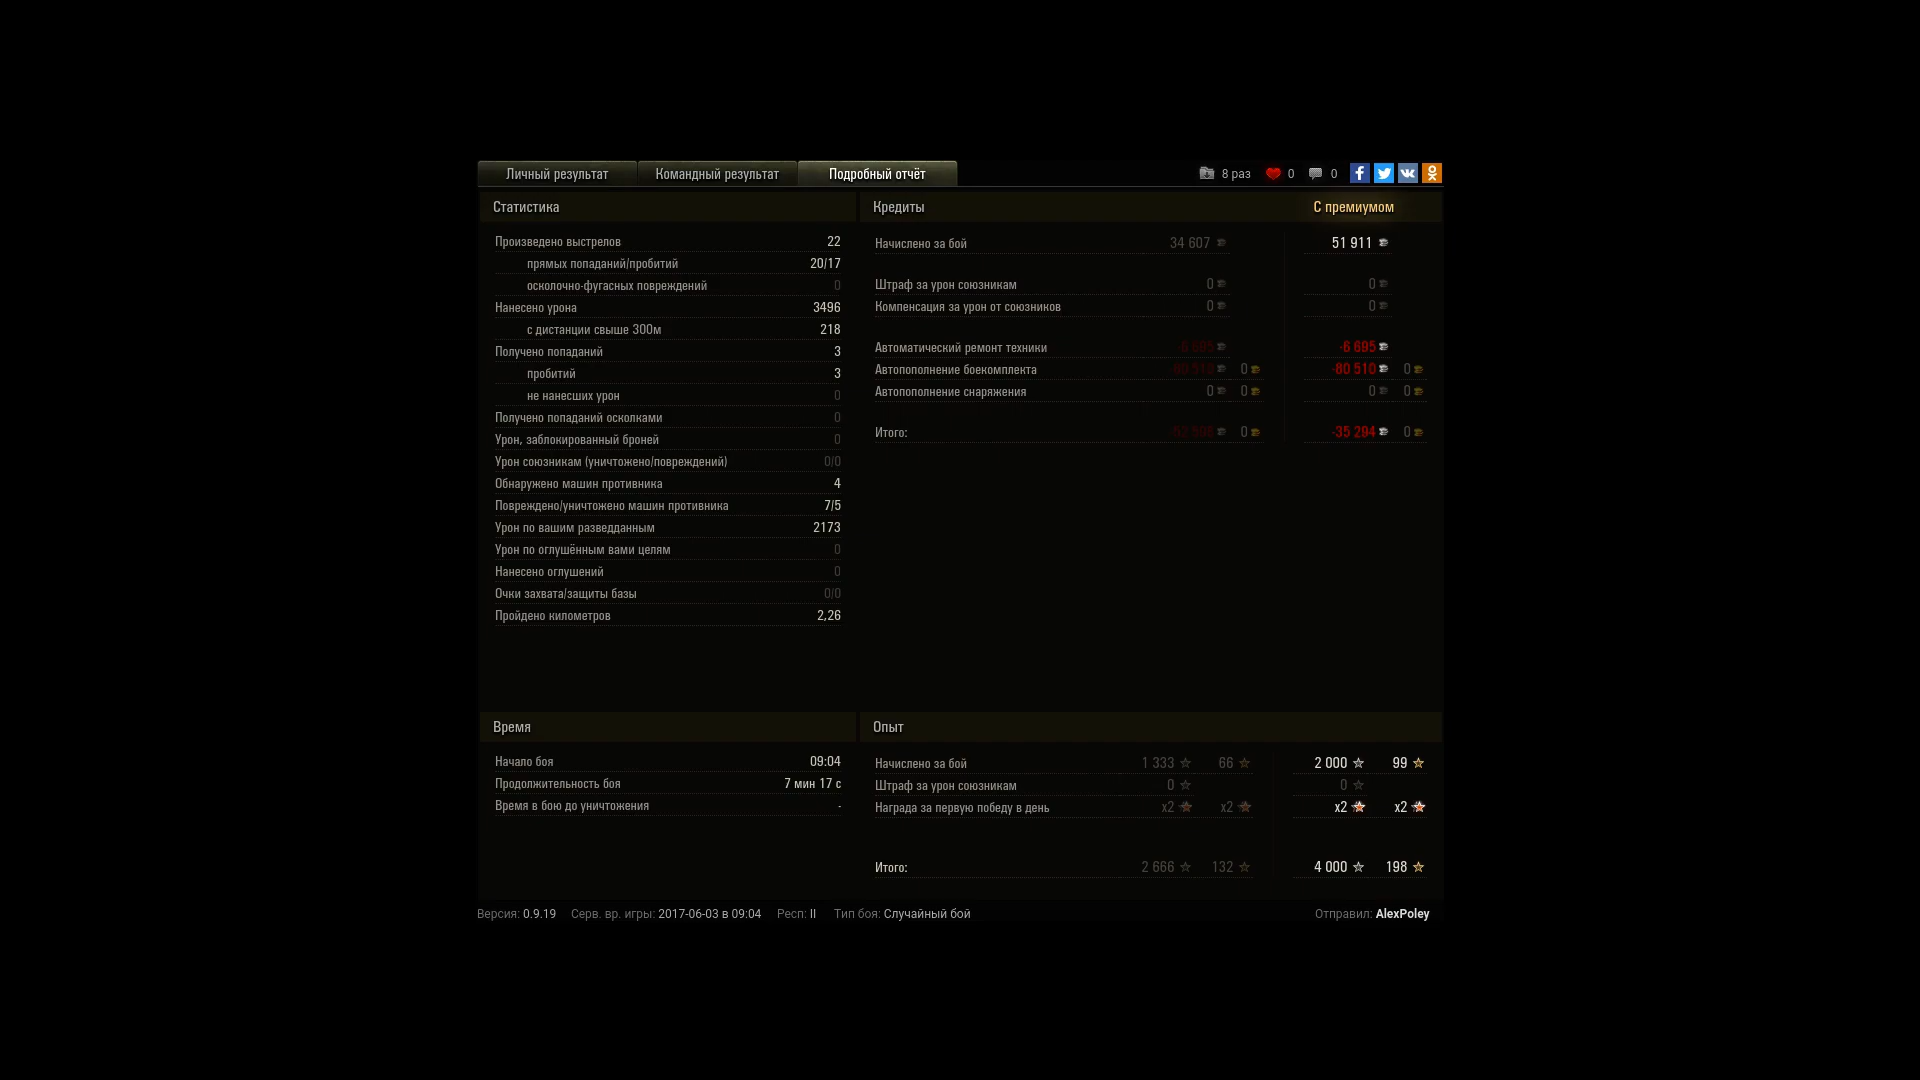 Личный результат Командный результат Подробный отчёт 8 раз 0 0
Статистика
Произведено выстрелов 22
прямых попаданий/пробитий 20/17
осколочно-фугасных повреждений 0
Нанесено урона 3496
с дистанции свыше 300м 218
Получено попаданий 3
пробитий 3
не нанесших урон 0
Получено попаданий осколками 0
Урон, заблокированный броней 0
Урон союзникам (уничтожено/повреждений) 0/0
Обнаружено машин противника 4
Повреждено/уничтожено машин противника 7/5
Урон по вашим разведданным 2173
Урон по оглушённым вами целям 0
Нанесено оглушений 0
Очки захвата/защиты базы 0/0
Пройдено километров 2,26
Кредиты С премиумом
Начислено за бой 34 607 51 911
Штраф за урон союзникам 0 0
Компенсация за урон от союзников 0 0
Автоматический ремонт техники -6 695 -6 695
Автопополнение боекомплекта -80 510 0 -80 510 0
Автопополнение снаряжения 0 0 0 0
Итого: 0 -35 294 0
Время
Начало боя 09:04
Продолжительность боя 7 мин 17 с
Время в бою до уничтожения -
Опыт
Начислено за бой 1 333 66 2 000 99
Штраф за урон союзникам 0 0
Награда за первую победу в день x2 x2 x2 x2
Итого: 2 666 132 4 000 198
Версия: 0.9.19 Серв. вр. игры: 2017-06-03 в 09:04 Респ: II Тип боя: Случайный бой Отправил: AlexPoley